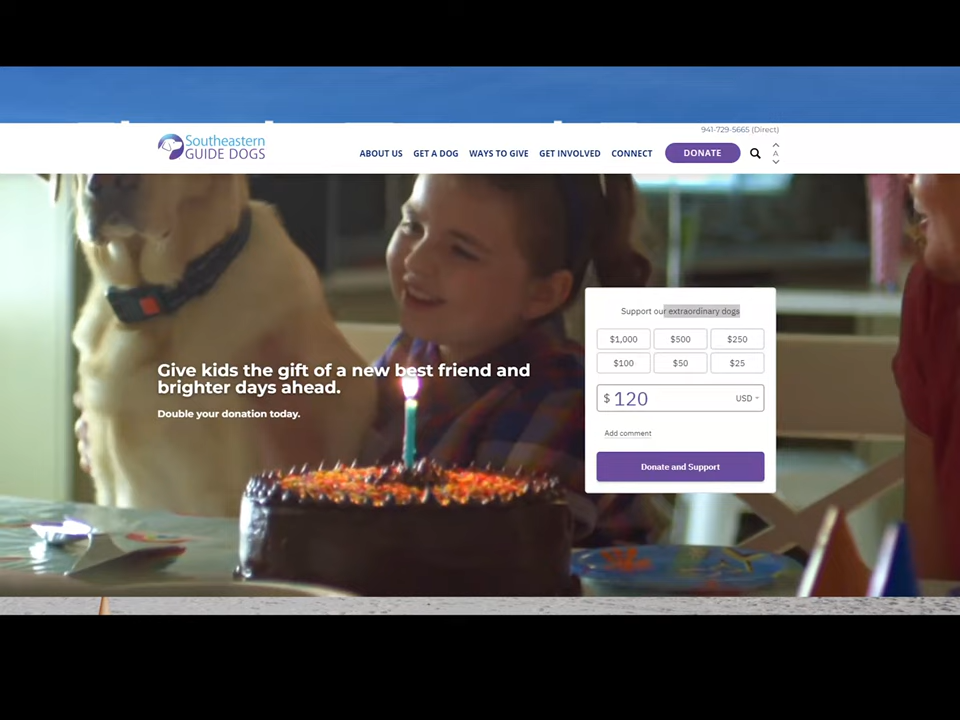 941-729-5665 (Direct)
Southeastern
GUIDE DOGS
ABOUT US GET A DOG WAYS TO GIVE GET INVOLVED CONNECT DONATE A
Support our extraordinary dogs
$1,000 $500 $250
$100 $50 $25
$ 120 USD
Add comment
Donate and Support
Give kids the gift of a new best friend and
brighter days ahead.
Double your donation today.